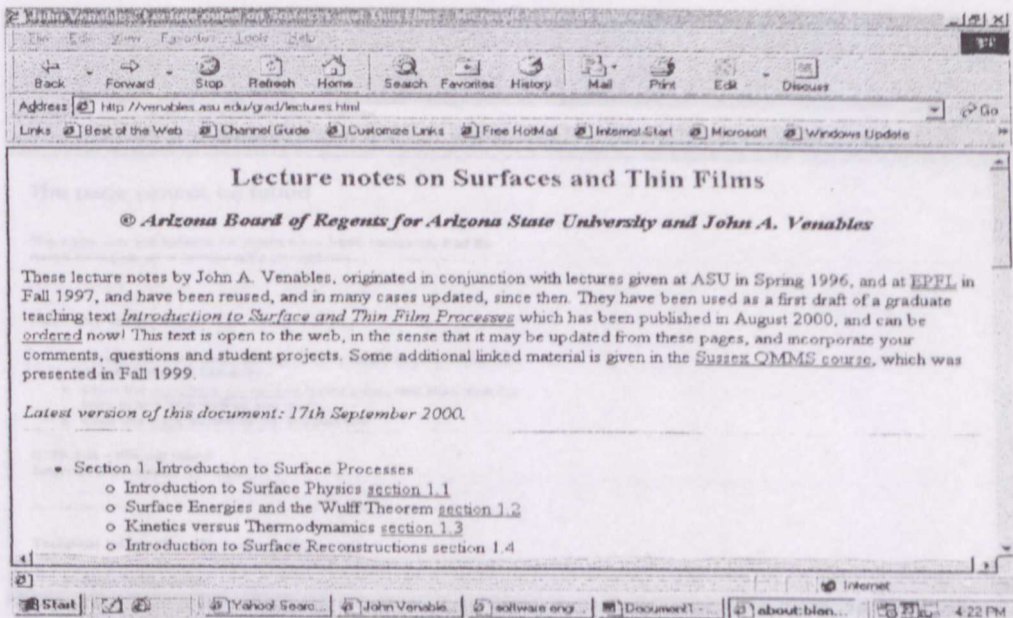 File Edit View Favorites Tools Help
Back Forward Stop Refresh Home Search Favorites History Mail Print Edit Discuss
Address http://venables.asu.edu/grad/lectures.html Go
Links Best of the Web Channel Guide Customize Links Free HotMail Internet Start Microsoft Windows Update
Lecture notes on Surfaces and Thin Films
® Arizona Board of Regents for Arizona State University and John A. Venables
These lecture notes by John A. Venables, originated in conjunction with lectures given at ASU in Spring 1996, and at EPFL in
Fall 1997, and have been reused, and in many cases updated, since then. They have been used as a first draft of a graduate
teaching text Introduction to Surface and Thin Film Processes which has been published in August 2000, and can be
ordered now! This text is open to the web, in the sense that it may be updated from these pages, and incorporate your
comments, questions and student projects. Some additional linked material is given in the Sussex QMMS course, which was
presented in Fall 1999.
Latest version of this document: 17th September 2000.
• Section 1. Introduction to Surface Processes
o Introduction to Surface Physics section 1.1
o Surface Energies and the Wulff Theorem section 1.2
o Kinetics versus Thermodynamics section 1.3
o Introduction to Surface Reconstructions section 1.4
Internet
Start Yahoo! Searc... John Venable... software eng... Document1 - ... about:blan... 4:22 PM